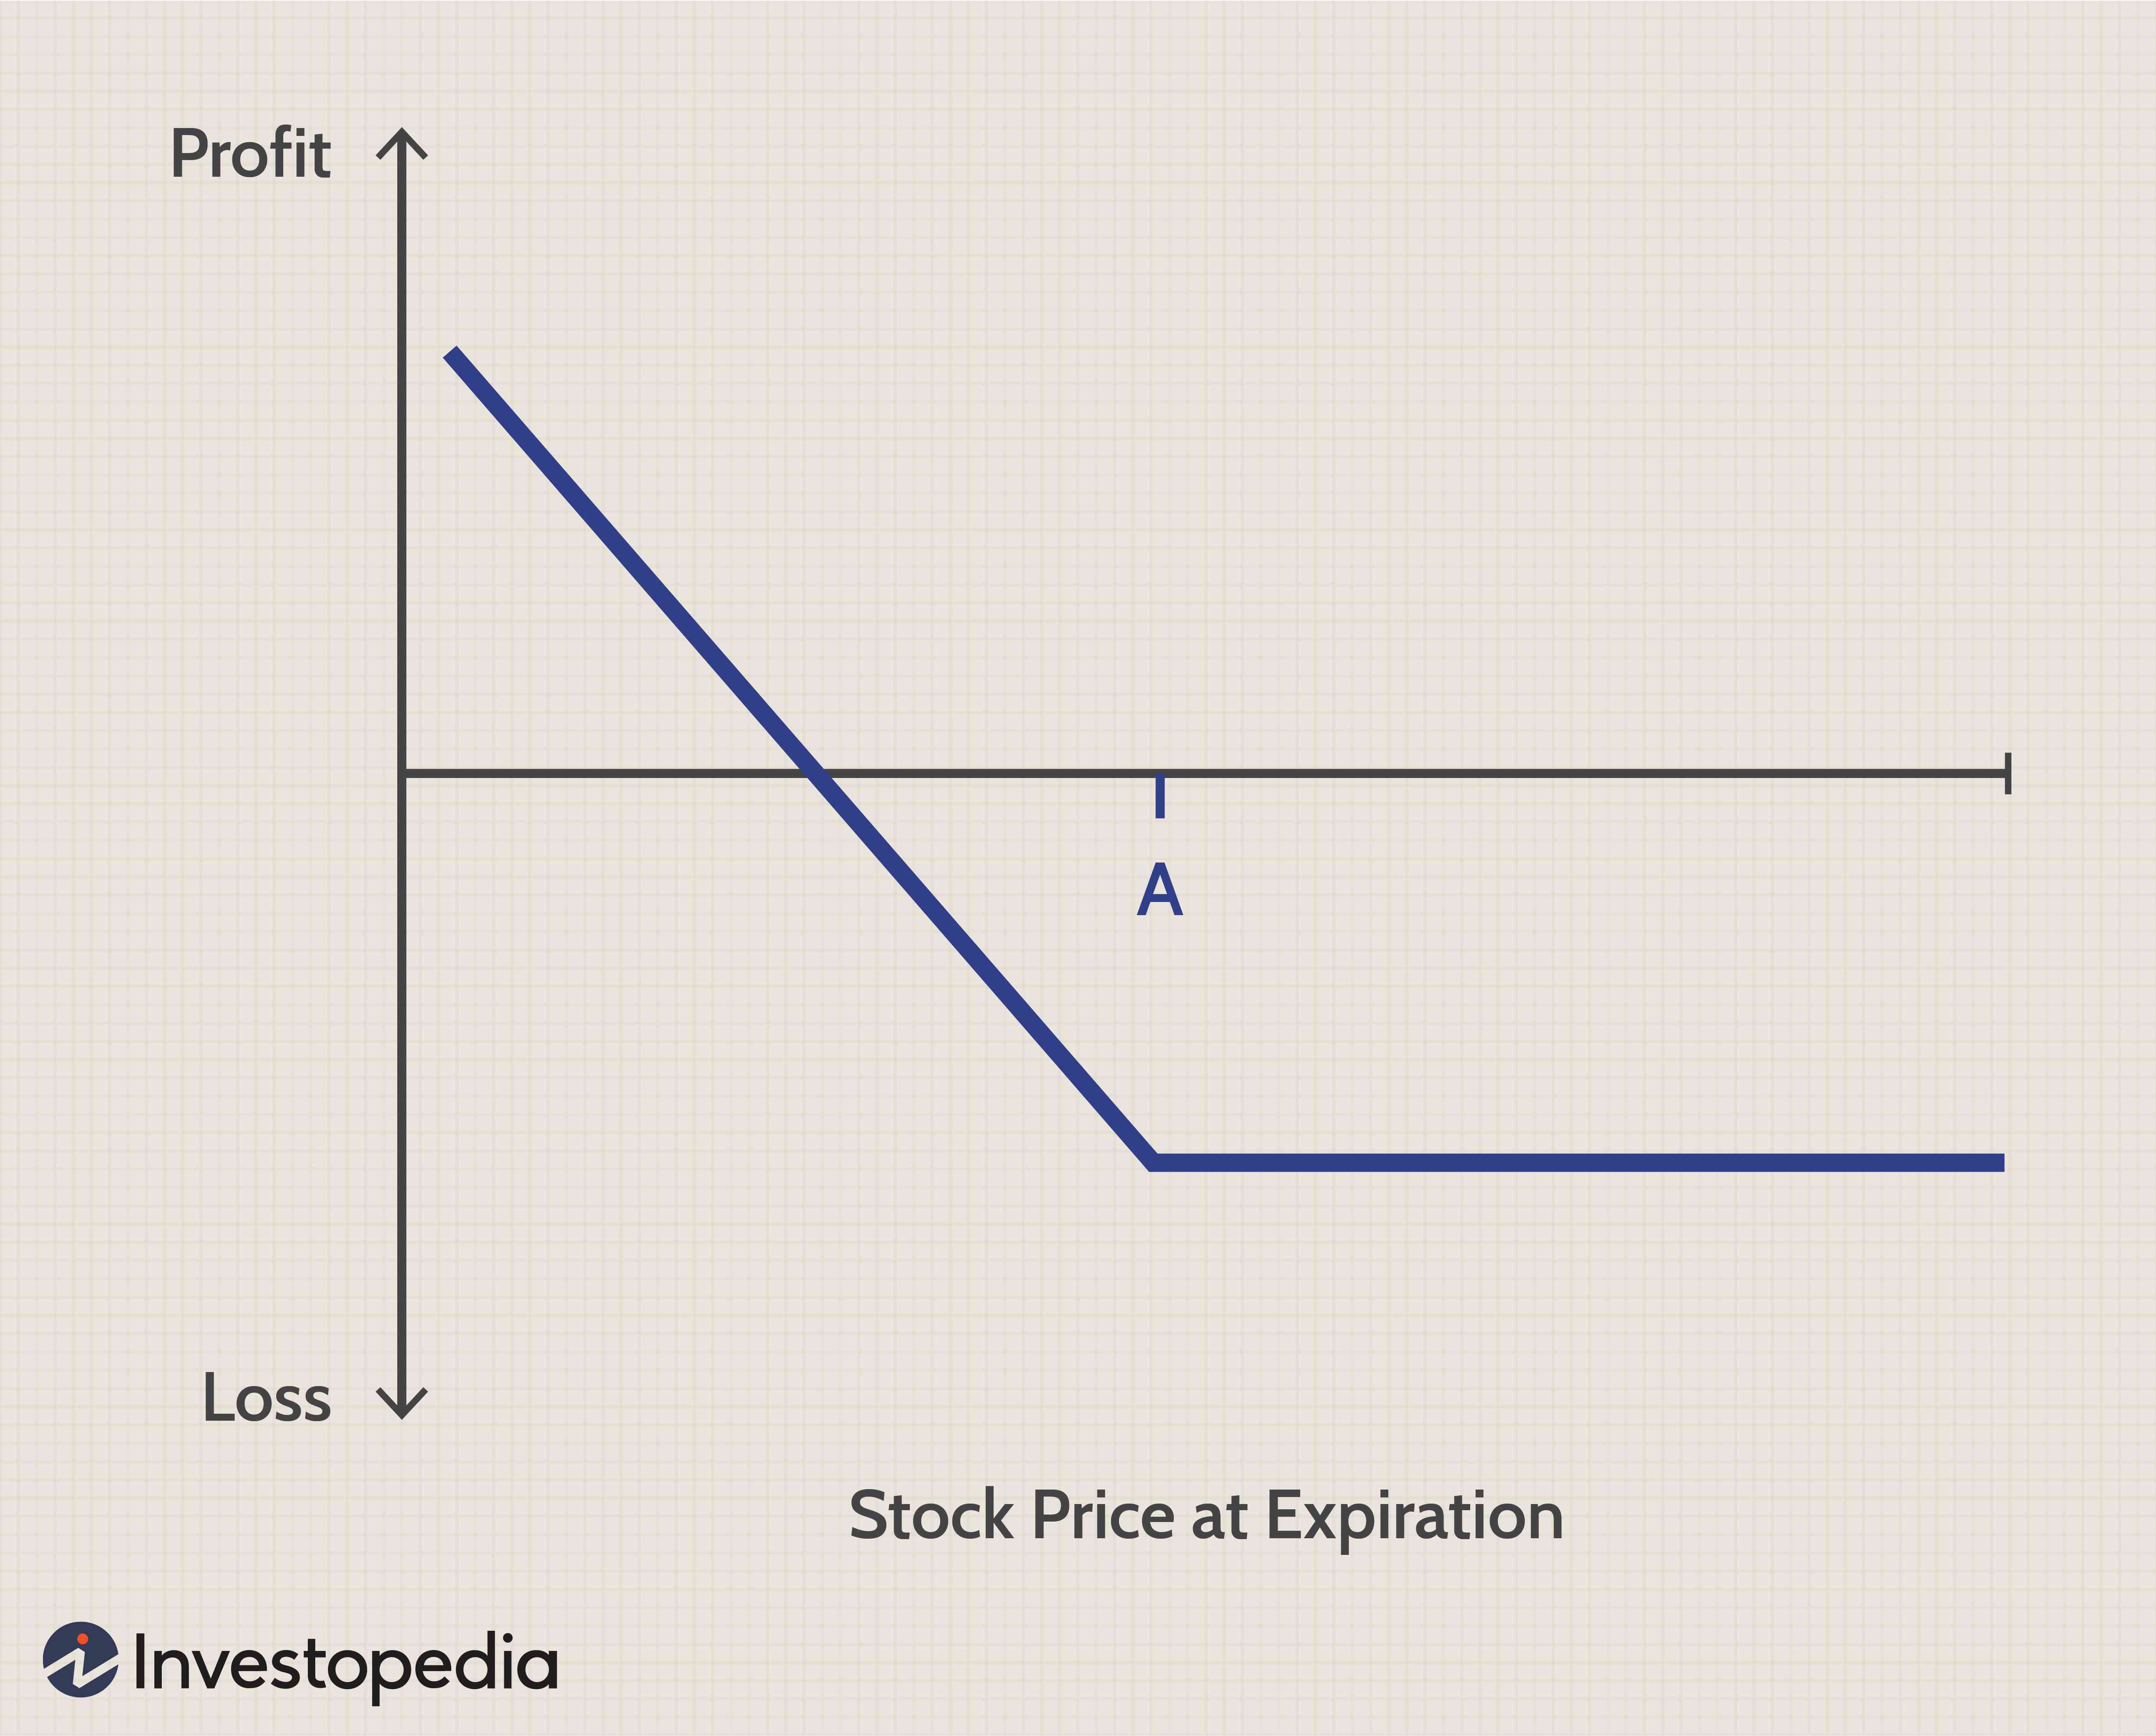 Profit
A
Loss
Stock Price at Expiration
Investopedia